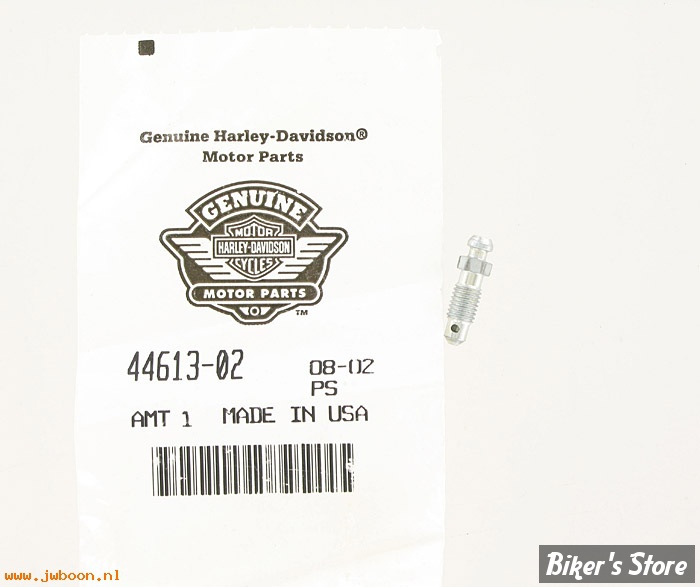 Genuine Harley-Davidson®
Motor Parts
GENUINE
MOTOR
HARLEY-DAVIDSON
CYCLES
MOTOR PARTS
TM
44613-02
08-02
PS
AMT 1 MADE IN USA
www.jwboon.nl
Biker's Store